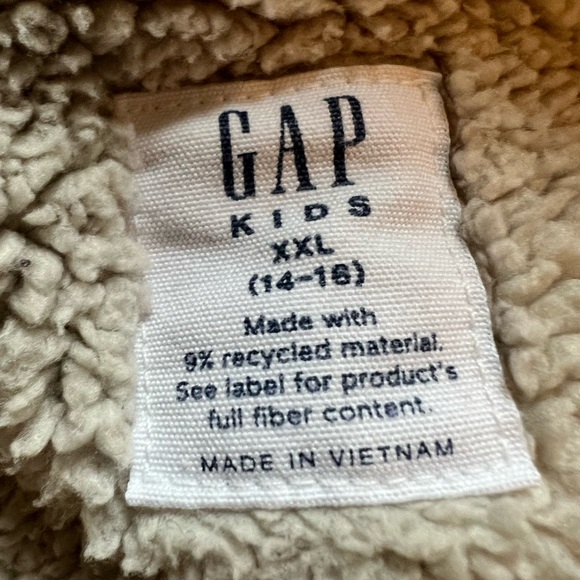 GAP
KIDS
XXL
(14-16)
Made with
9% recycled material.
See label for product's
full fiber content.
MADE IN VIETNAM